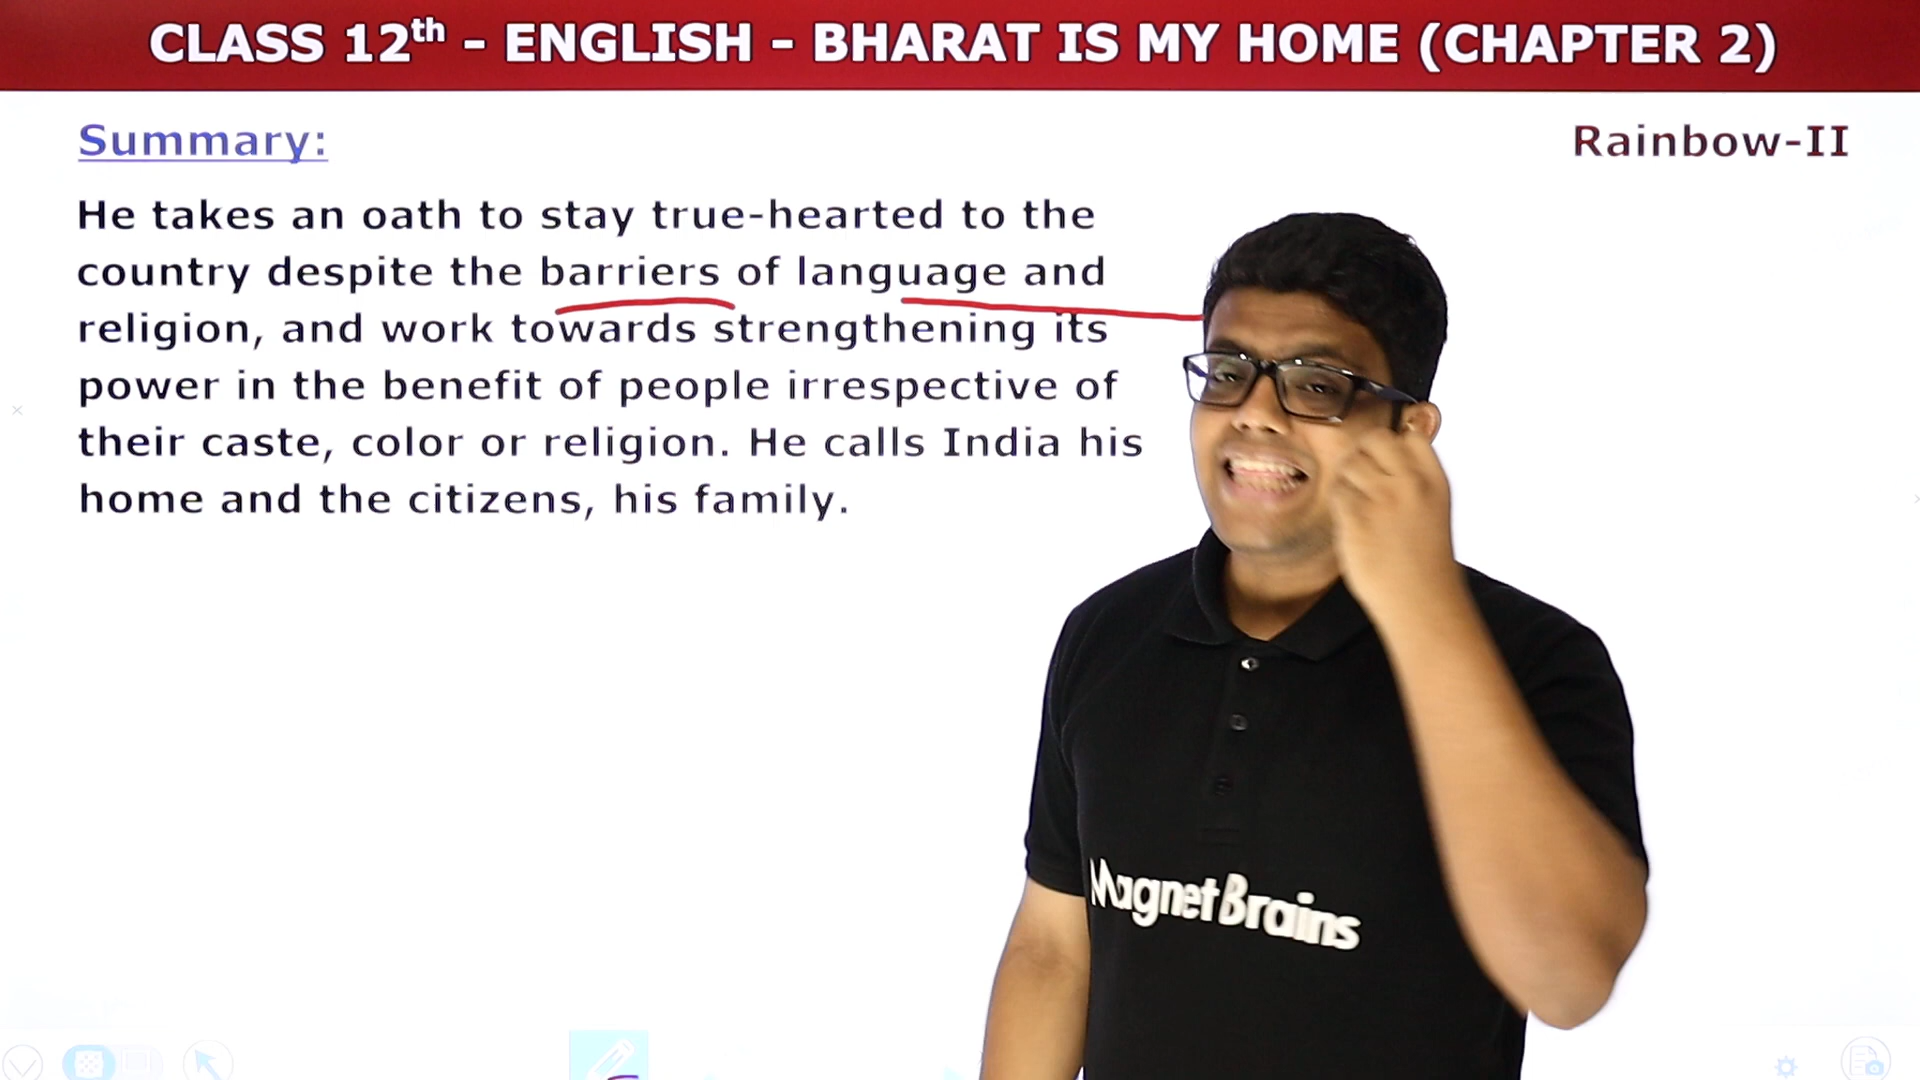 CLASS 12th - ENGLISH - BHARAT IS MY HOME (CHAPTER 2)
Summary:
Rainbow-II
He takes an oath to stay true-hearted to the
country despite the barriers of language and
religion, and work towards strengthening its
power in the benefit of people irrespective of
their caste, color or religion. He calls India his
home and the citizens, his family.
MagnetBrains